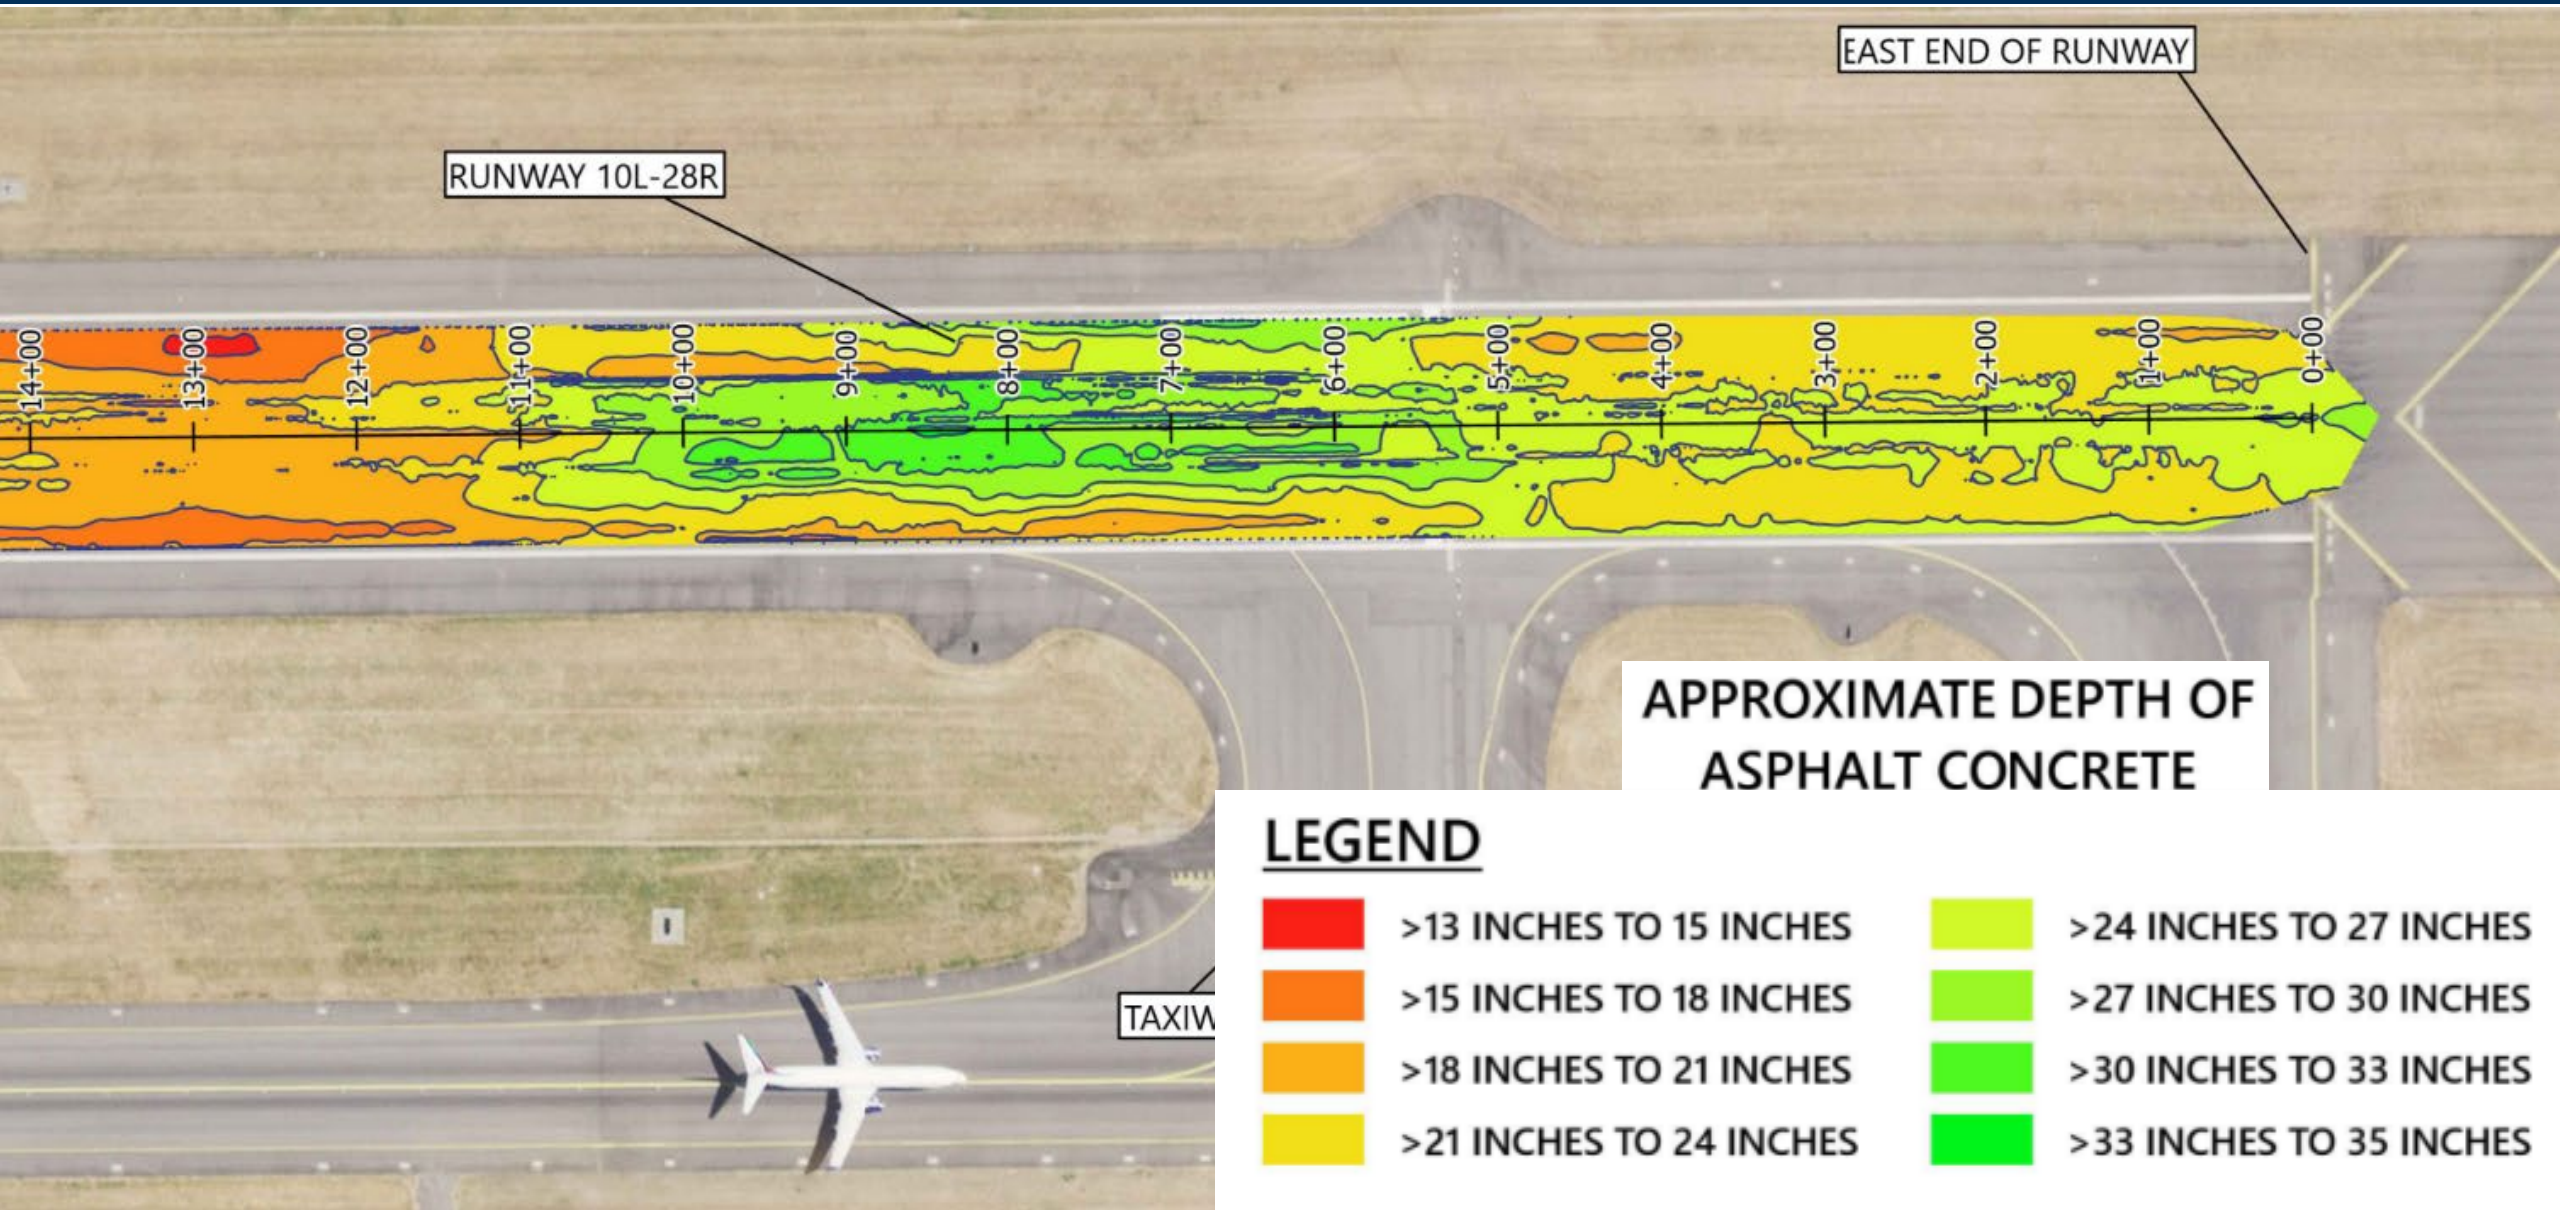 EAST END OF RUNWAY
RUNWAY 10L-28R
14+00
13+00
12+00
11+00
10+00
9+00
8+00
7+00
6+00
5+00
4+00
3+00
2+00
1+00
0+00
APPROXIMATE DEPTH OF
ASPHALT CONCRETE
LEGEND
>13 INCHES TO 15 INCHES
>15 INCHES TO 18 INCHES
>18 INCHES TO 21 INCHES
>21 INCHES TO 24 INCHES
>24 INCHES TO 27 INCHES
>27 INCHES TO 30 INCHES
>30 INCHES TO 33 INCHES
>33 INCHES TO 35 INCHES
TAXIW